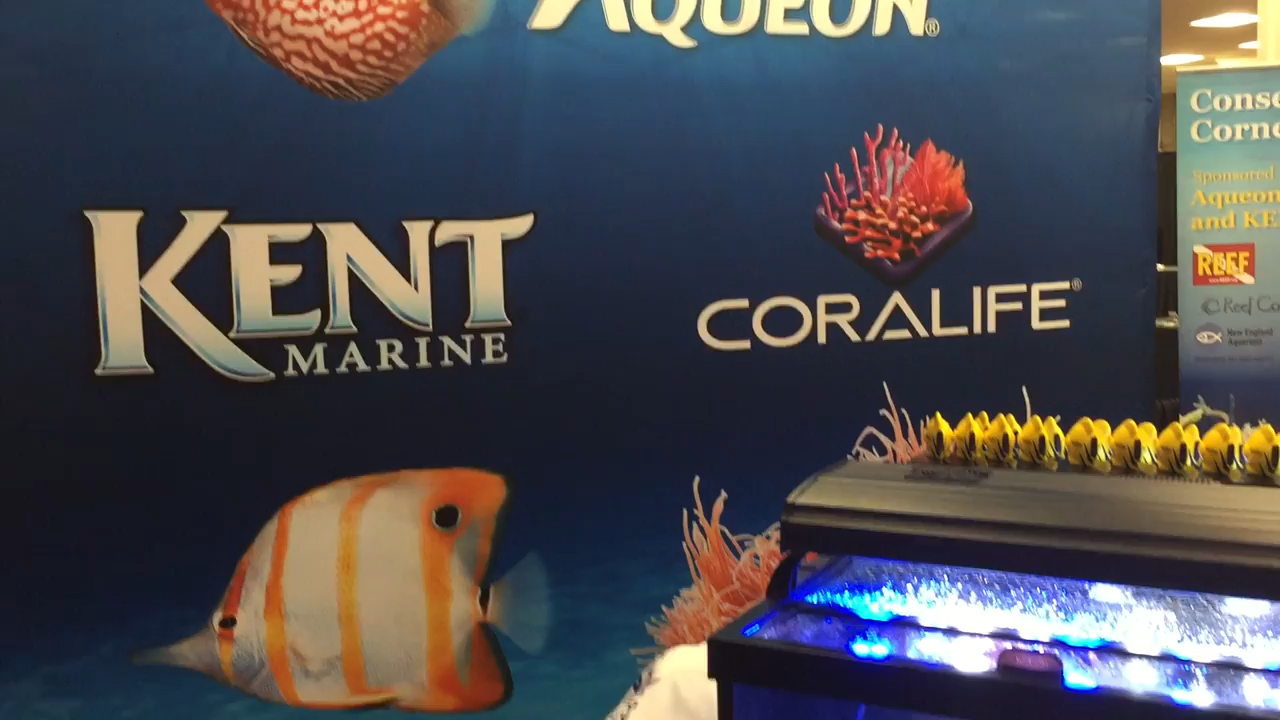 AQUEON®
KENT
MARINE
CORALIFE®
Conse
Corne
Sponsored
Aqueon
and KE
REEF
© Reef Co
New England
Aquarium